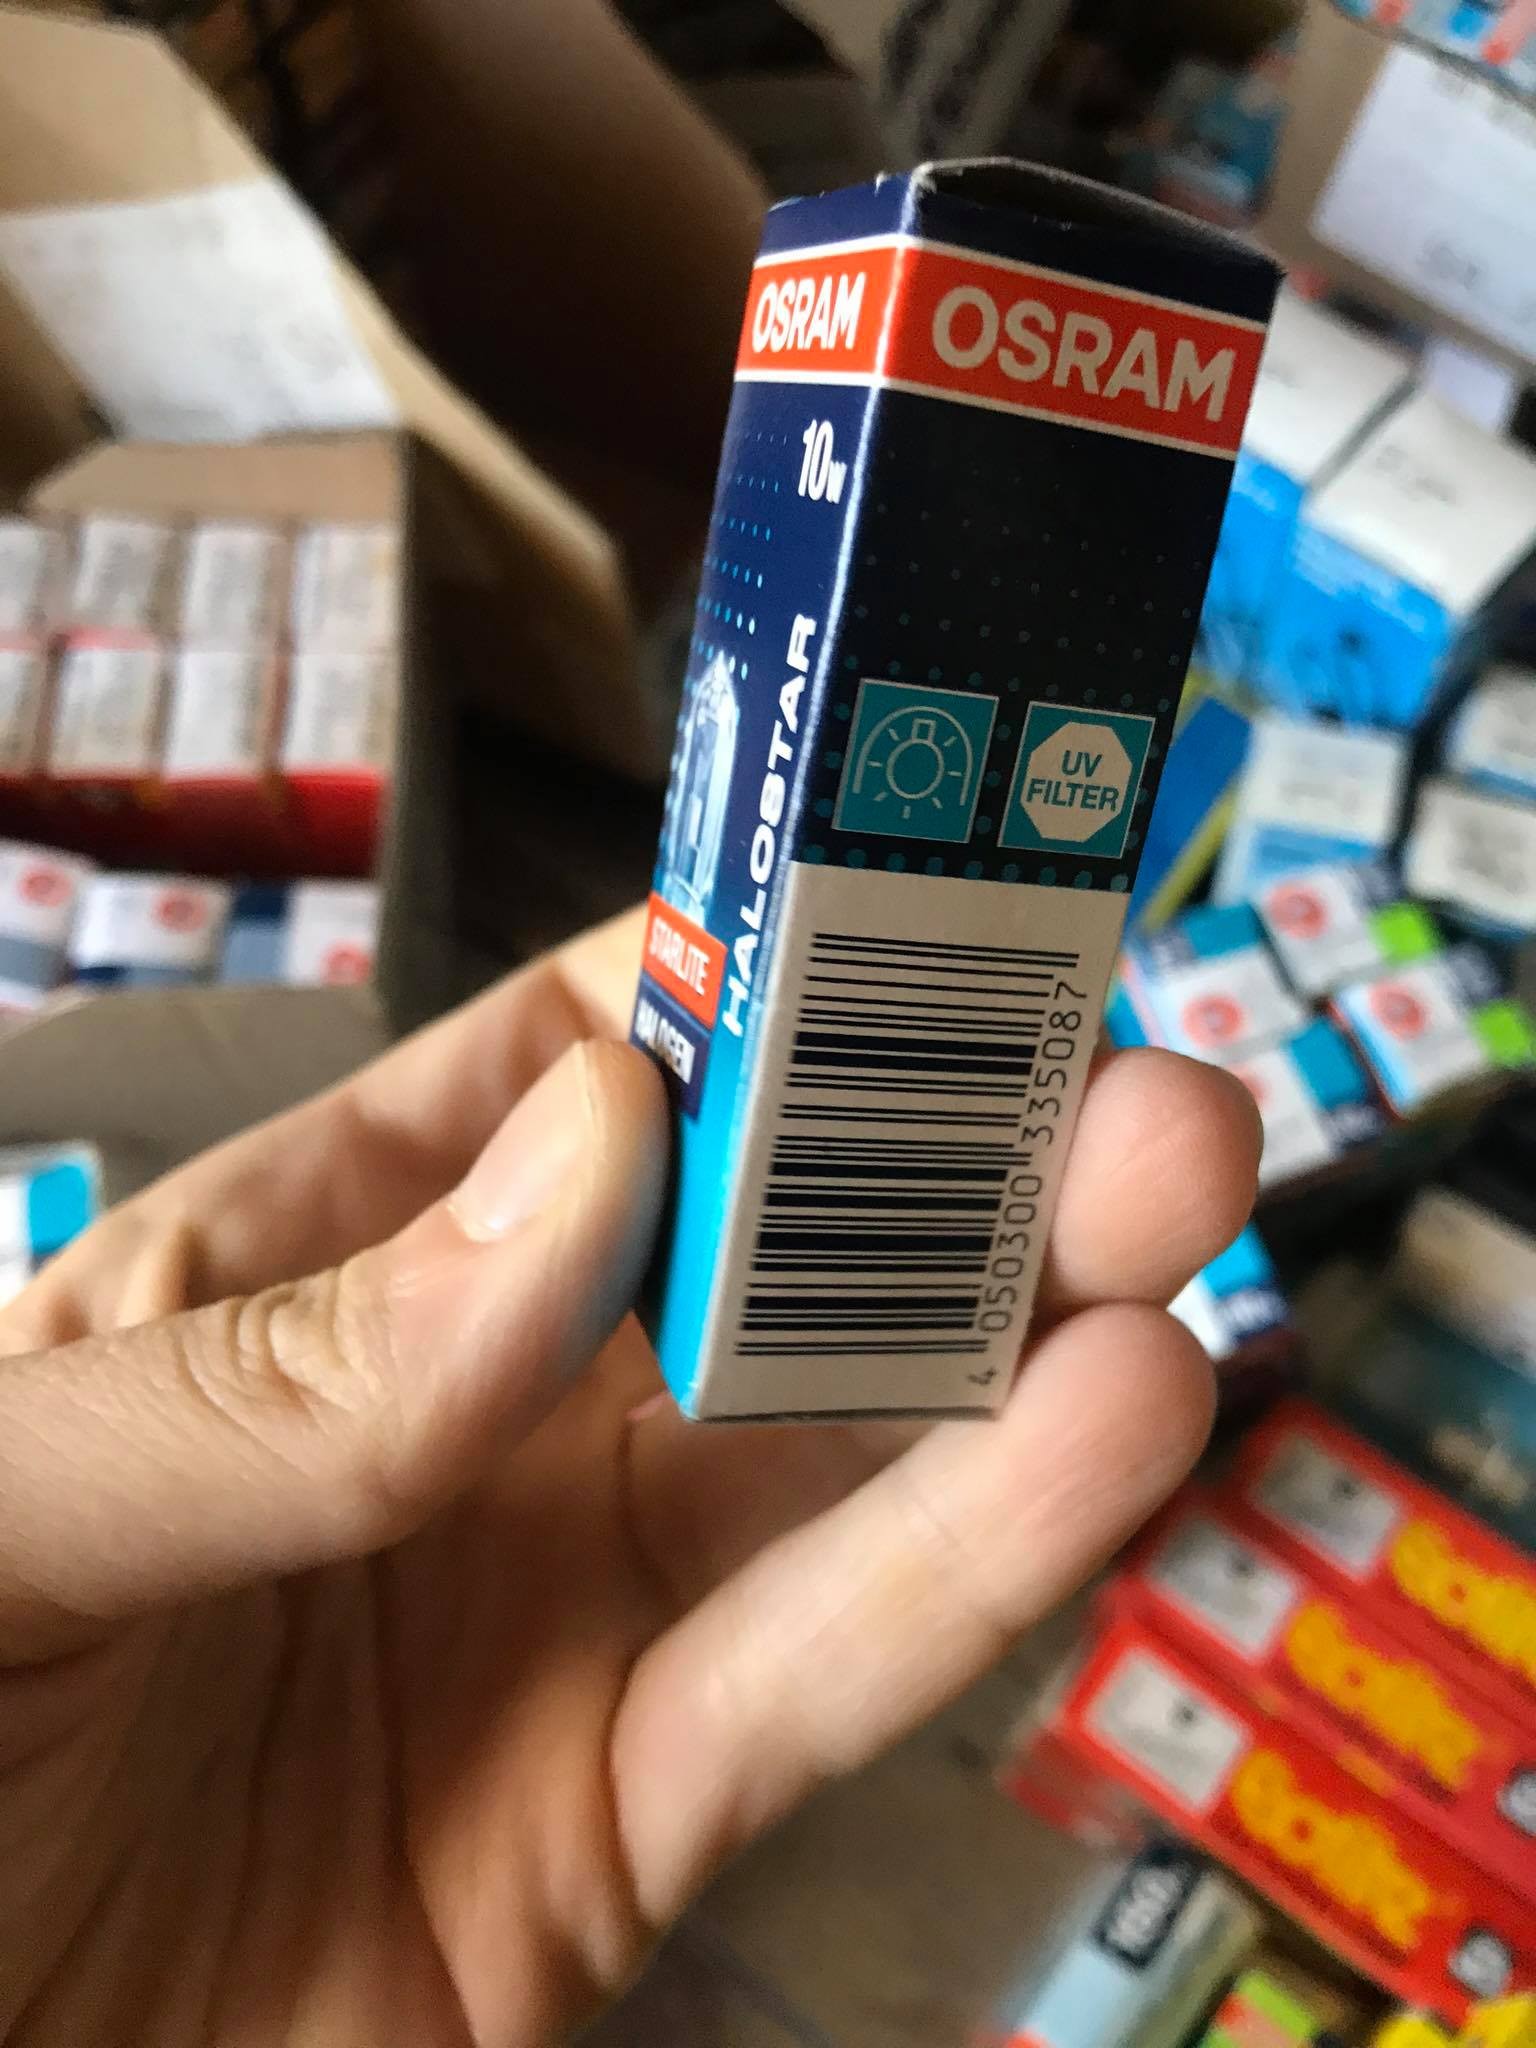 OSRAM
10W
HALOSTAR
STARLITE
HALOGEN
OSRAM
UV
FILTER
4 050300 335087